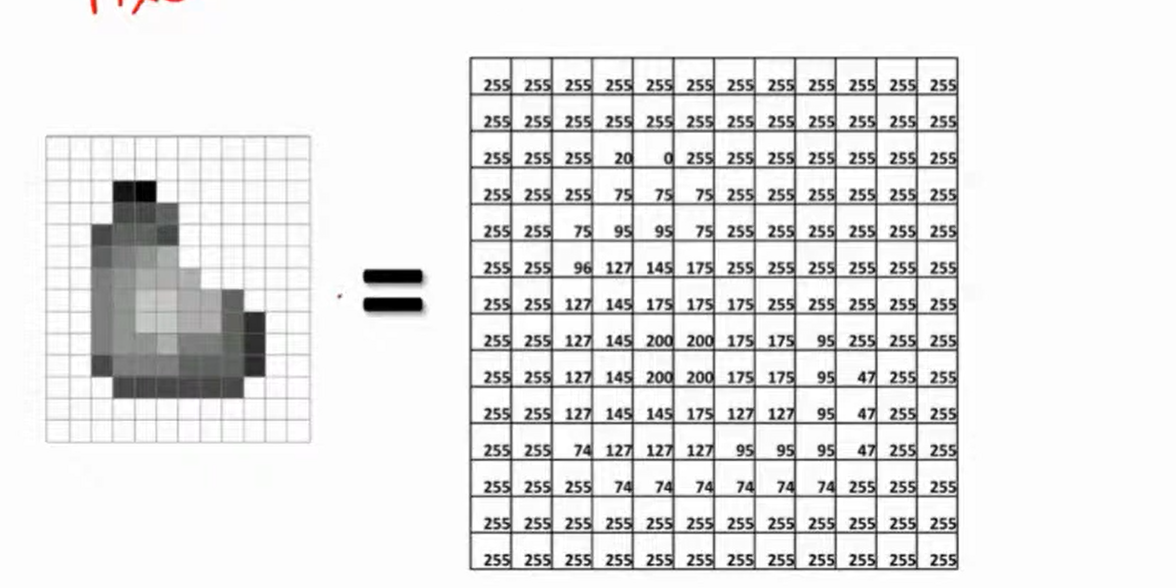 255 255 255 255 255 255 255 255 255 255 255 255
255 255 255 255 255 255 255 255 255 255 255 255
255 255 255 20 0 255 255 255 255 255 255 255
255 255 255 75 75 75 255 255 255 255 255 255
255 255 75 95 95 75 255 255 255 255 255 255
255 255 96 127 145 175 255 255 255 255 255 255
255 255 127 145 175 175 175 255 255 255 255 255
255 255 127 145 200 200 175 175 95 255 255 255
255 255 127 145 200 200 175 175 95 47 255 255
255 255 127 145 145 175 127 127 95 47 255 255
255 255 74 127 127 127 95 95 95 47 255 255
255 255 255 74 74 74 74 74 74 255 255 255
255 255 255 255 255 255 255 255 255 255 255 255
255 255 255 255 255 255 255 255 255 255 255 255